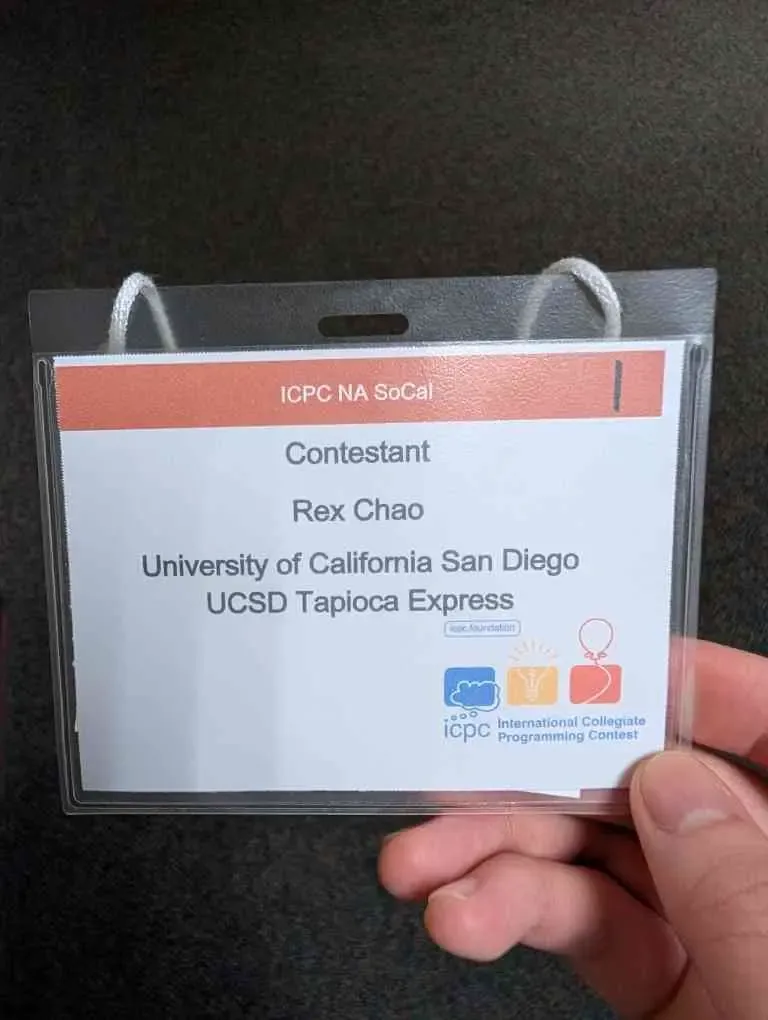 ICPC NA SoCal
Contestant
Rex Chao
University of California San Diego
UCSD Tapioca Express
icpc.foundation
icpc International Collegiate
Programming Contest